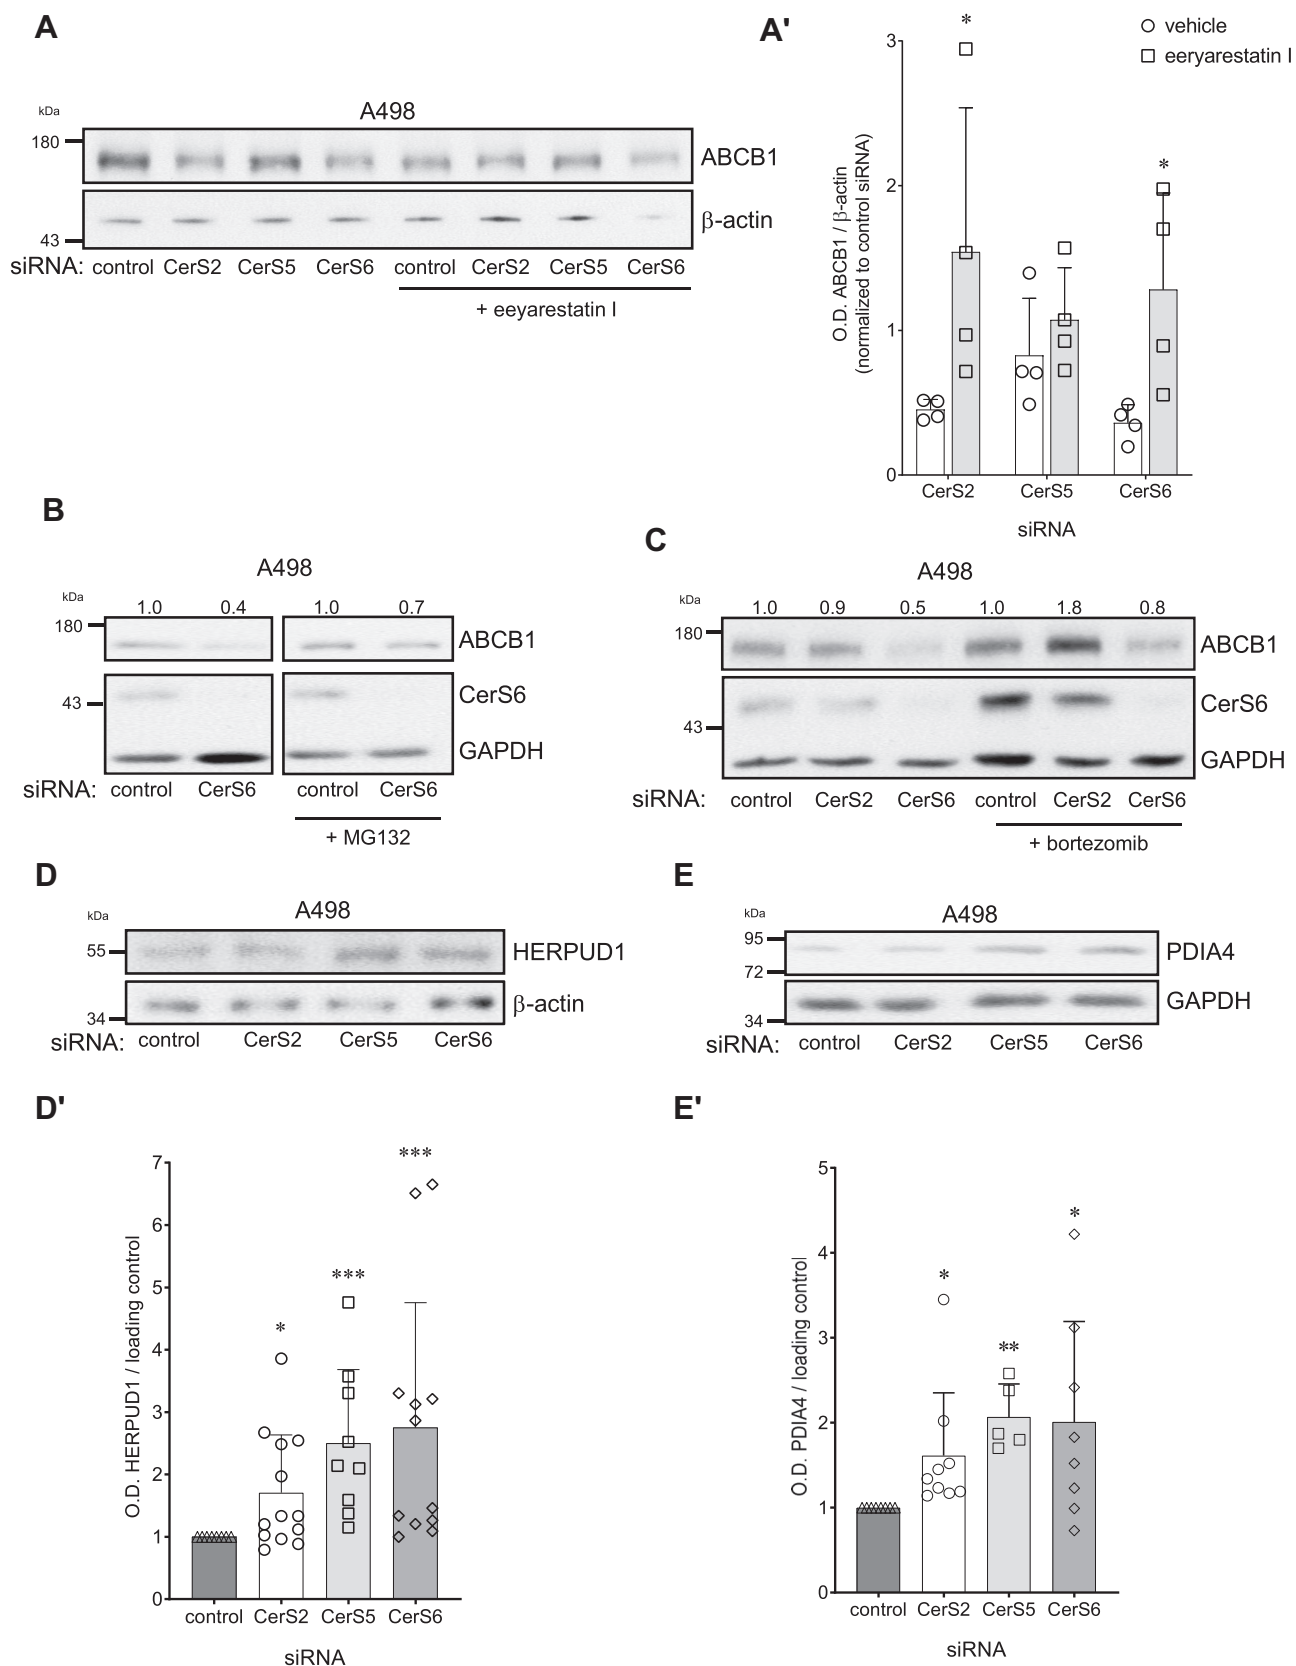 A
kDa
A498
180
ABCB1
β-actin
43
siRNA: control CerS2 CerS5 CerS6 control CerS2 CerS5 CerS6
+ eeyarestatin I
A'
vehicle
eeryarestatin I
*
*
3
2
1
0
O.D. ABCB1 / β-actin
(normalized to control siRNA)
CerS2 CerS5 CerS6
siRNA
B
A498
kDa
1.0 0.4 1.0 0.7
180
ABCB1
CerS6
43
GAPDH
siRNA: control CerS6 control CerS6
+ MG132
C
A498
kDa
1.0 0.9 0.5 1.0 1.8 0.8
180
ABCB1
CerS6
43
GAPDH
siRNA: control CerS2 CerS6 control CerS2 CerS6
+ bortezomib
D
A498
kDa
55
HERPUD1
β-actin
34
siRNA: control CerS2 CerS5 CerS6
E
A498
kDa
95
PDIA4
72
GAPDH
34
siRNA: control CerS2 CerS5 CerS6
D'
7
6
5
4
3
2
1
0
O.D. HERPUD1 / loading control
*
***
***
control CerS2 CerS5 CerS6
siRNA
E'
5
4
3
2
1
0
O.D. PDIA4 / loading control
*
**
*
control CerS2 CerS5 CerS6
siRNA